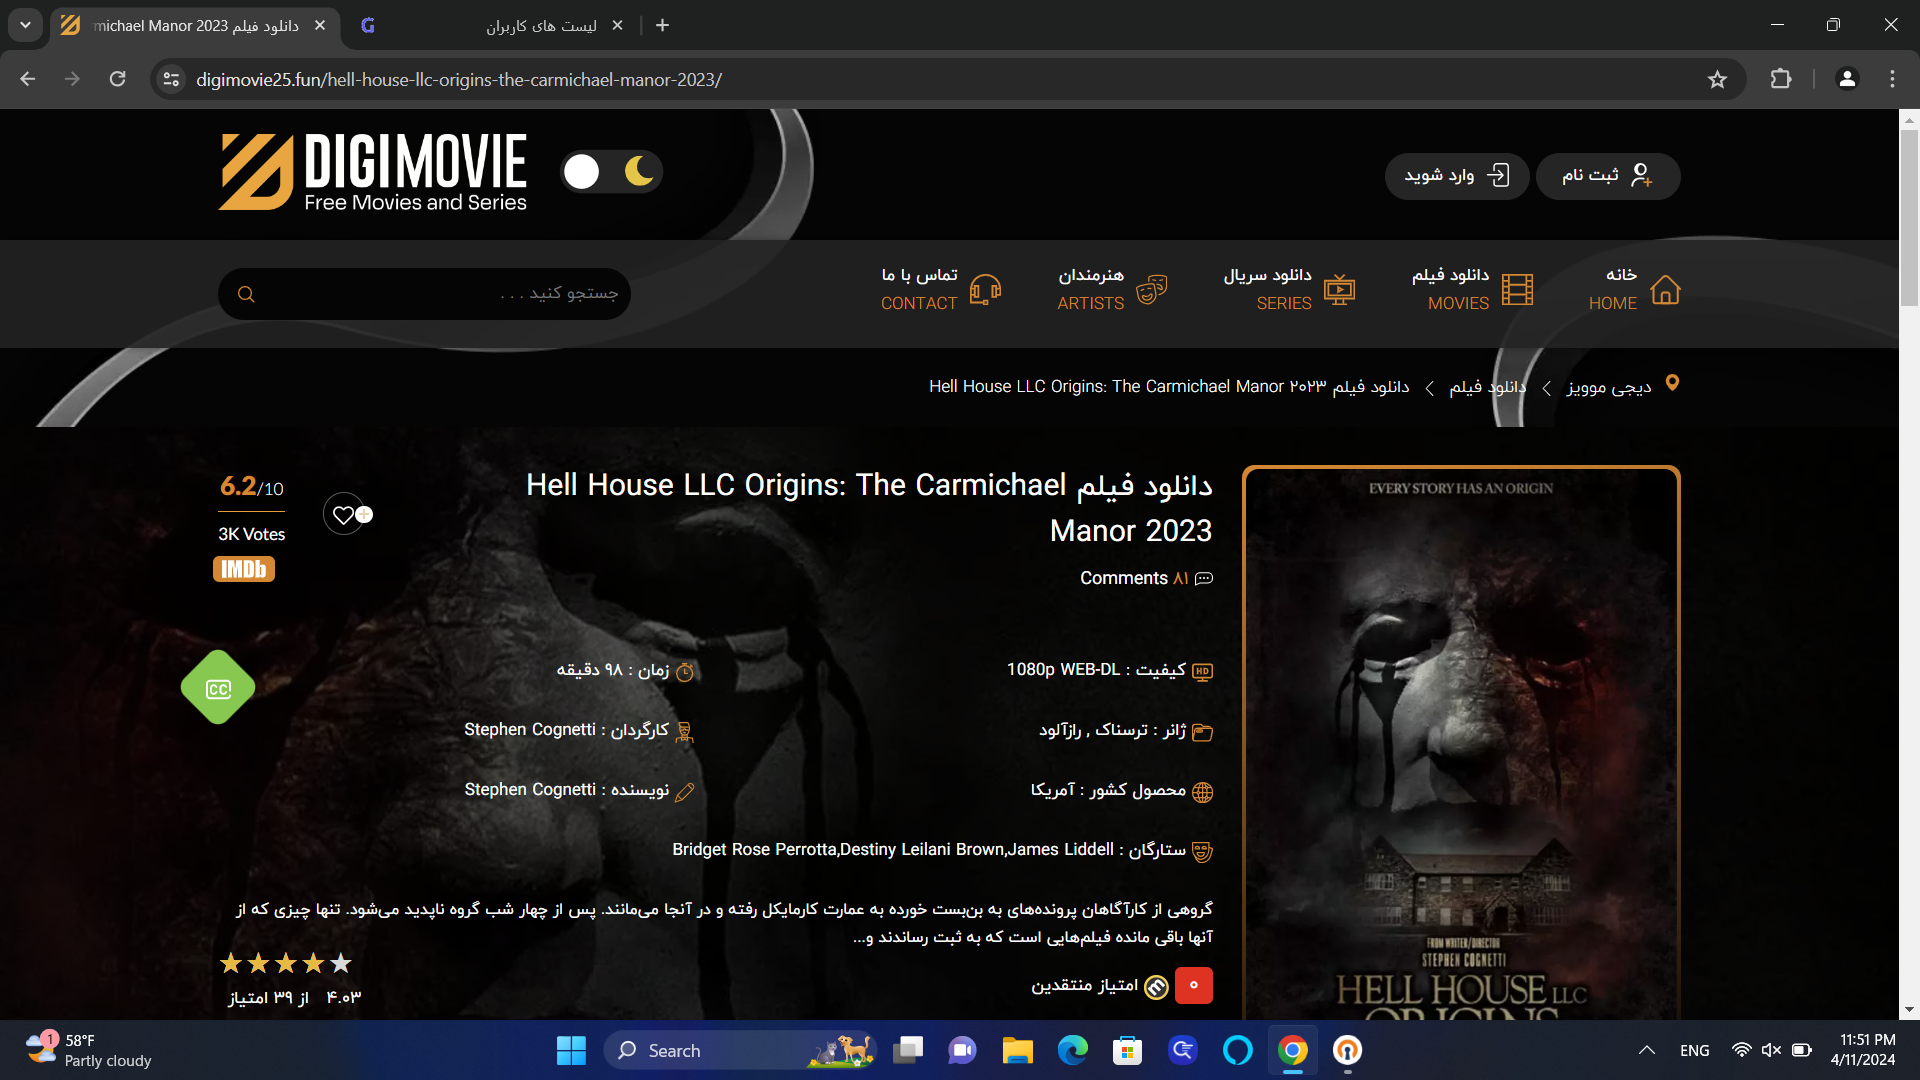 دانلود فیلم michael Manor 2023
لیست های کاربران
digimovie25.fun/hell-house-llc-origins-the-carmichael-manor-2023/
DIGIMOVIE
Free Movies and Series
ثبت نام
وارد شوید
خانه
HOME
دانلود فیلم
MOVIES
دانلود سریال
SERIES
هنرمندان
ARTISTS
تماس با ما
CONTACT
جستجو کنید . . .
دیجی موویز
دانلود فیلم
دانلود فیلم Hell House LLC Origins: The Carmichael Manor ۲۰۲۳
EVERY STORY HAS AN ORIGIN
دانلود فیلم Hell House LLC Origins: The Carmichael
Manor 2023
Comments ۸۱
6.2/10
3K Votes
IMDb
CC
کیفیت : 1080p WEB-DL
زمان : ۹۸ دقیقه
ژانر : ترسناک , رازآلود
کارگردان : Stephen Cognetti
محصول کشور : آمریکا
نویسنده : Stephen Cognetti
ستارگان : Bridget Rose Perrotta,Destiny Leilani Brown,James Liddell
گروهی از کارآگاهان پرونده‌های به بن‌بست خورده به عمارت کارمایکل رفته و در آنجا می‌مانند. پس از چهار شب گروه ناپدید می‌شود. تنها چیزی که از
آنها باقی مانده فیلم‌هایی است که به ثبت رساندند و...
۰
امتیاز منتقدین
۴.۰۳ از ۳۹ امتیاز
FROM WRITER/DIRECTOR
STEPHEN COGNETTI
HELL HOUSE LLC
ORIGINS
1
58°F
Partly cloudy
Search
ENG
11:51 PM
4/11/2024